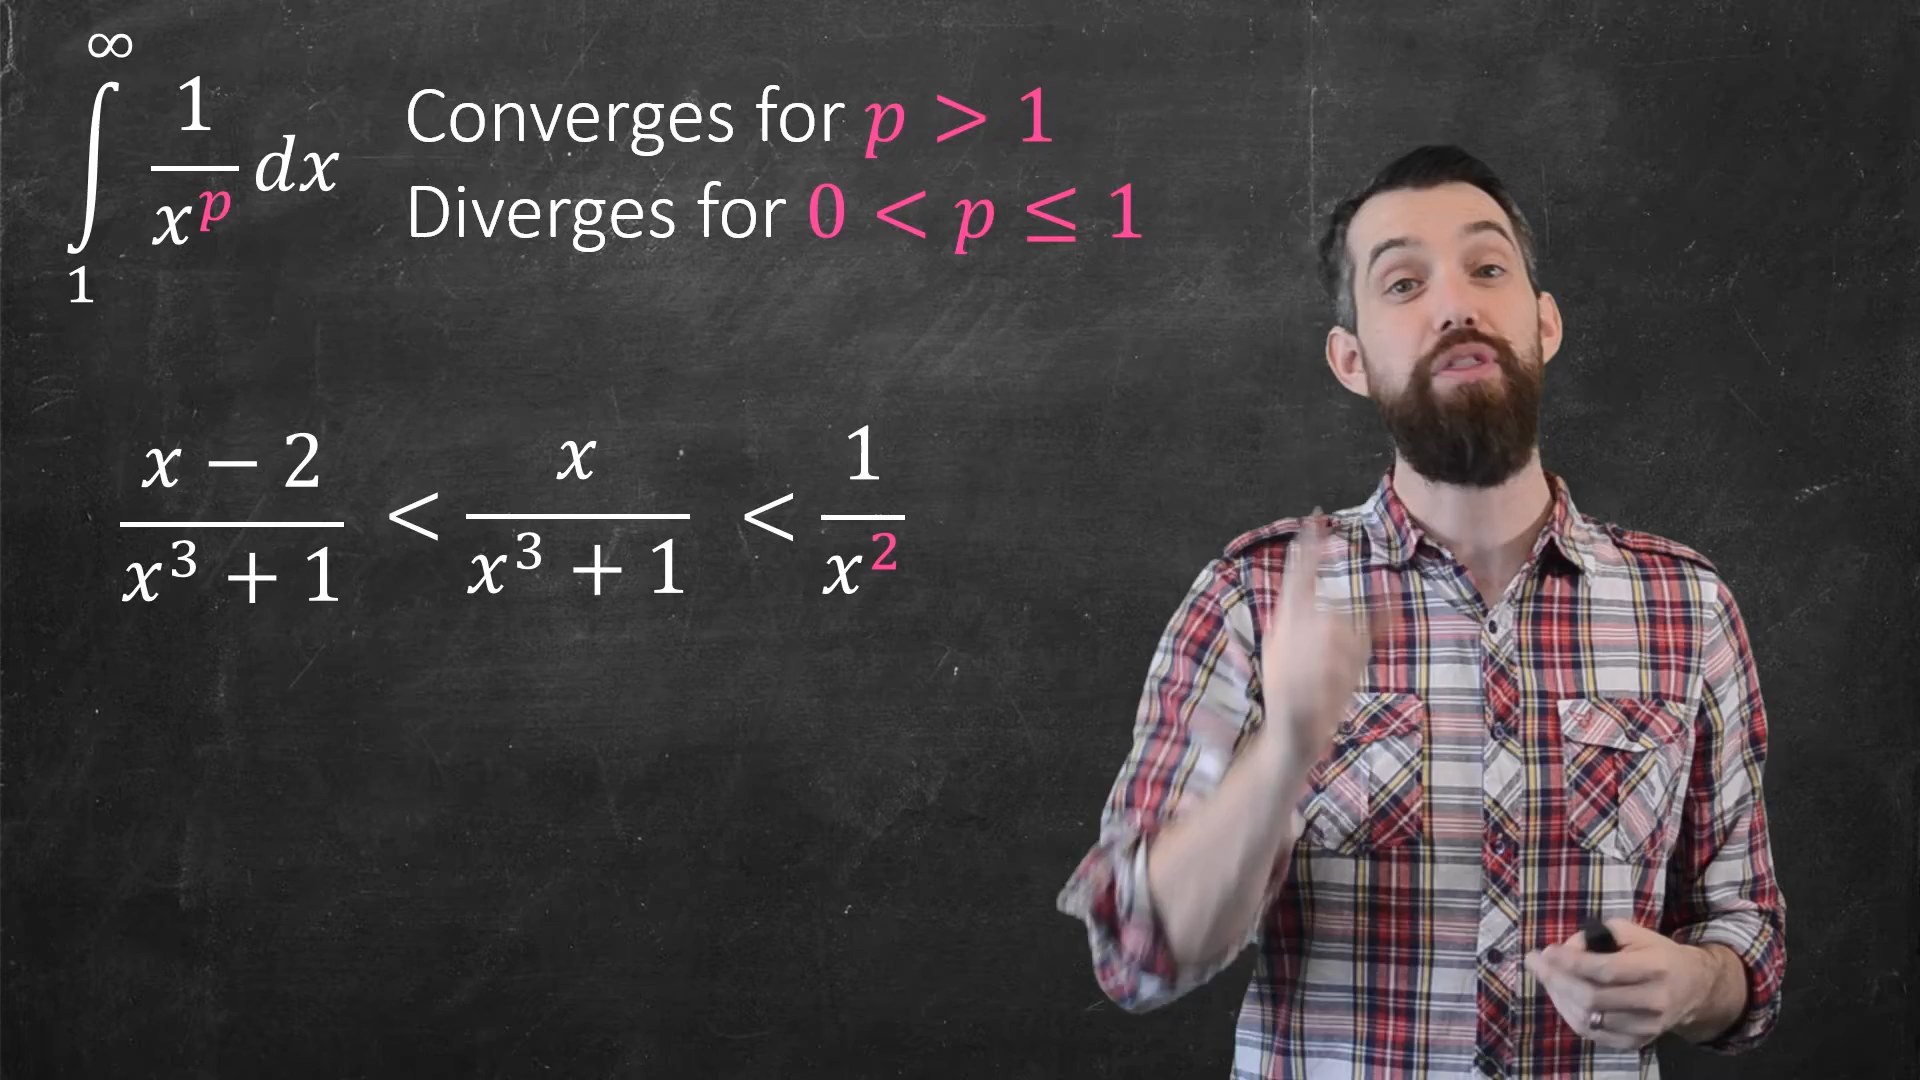 ∫₁^∞ 1/x^p dx
Converges for p > 1
Diverges for 0 < p ≤ 1
(x − 2)/(x³ + 1) < x/(x³ + 1) < 1/x²